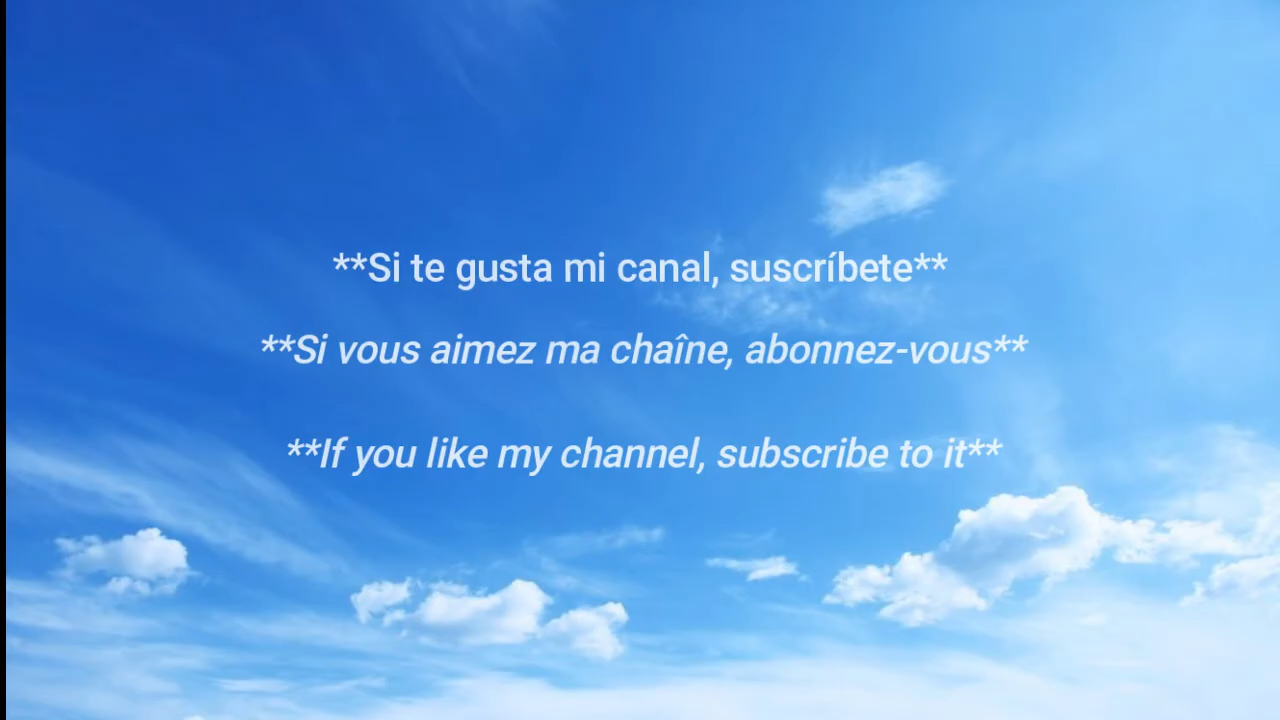 **Si te gusta mi canal, suscríbete**
**Si vous aimez ma chaîne, abonnez-vous**
**If you like my channel, subscribe to it**